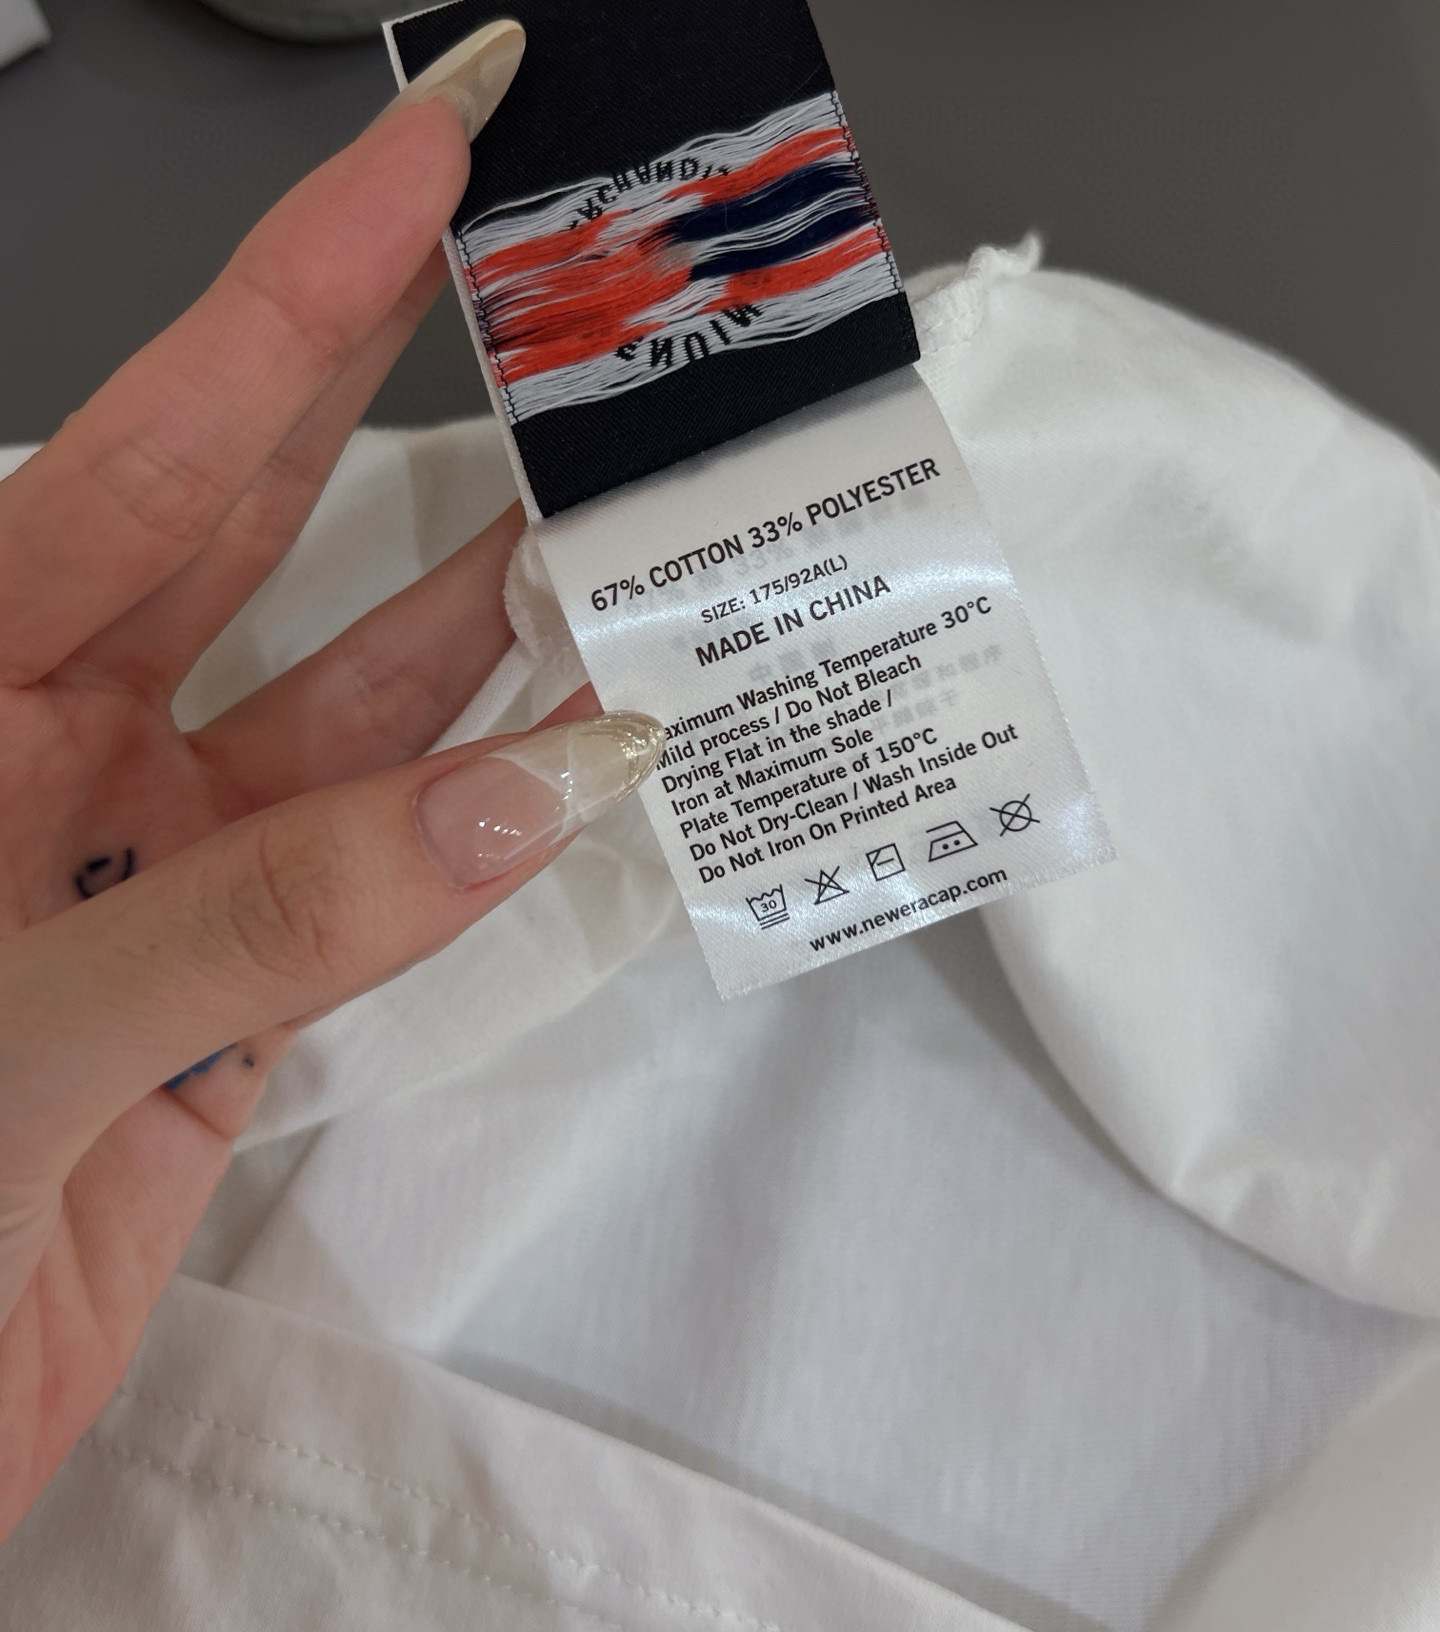 67% COTTON 33% POLYESTER
SIZE: 175/92A(L)
MADE IN CHINA
aximum Washing Temperature 30°C
Mild process / Do Not Bleach
Drying Flat in the shade /
Iron at Maximum Sole
Plate Temperature of 150°C
Do Not Dry-Clean / Wash Inside Out
Do Not Iron On Printed Area
30
www.neweracap.com